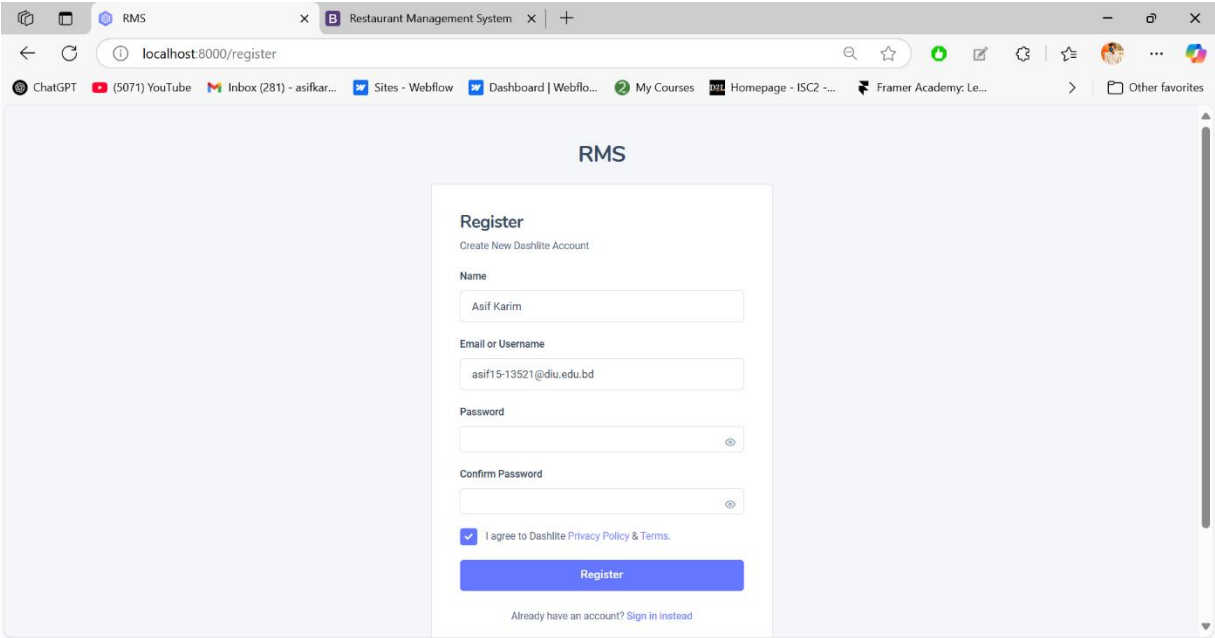 RMS
Restaurant Management System
localhost:8000/register
ChatGPT (5071) YouTube Inbox (281) - asifkar... Sites - Webflow Dashboard | Webflo... My Courses D2L Homepage - ISC2 -... Framer Academy: Le... Other favorites
RMS
Register
Create New Dashlite Account
Name
Asif Karim
Email or Username
asif15-13521@diu.edu.bd
Password
Confirm Password
I agree to Dashlite Privacy Policy & Terms.
Register
Already have an account? Sign in instead